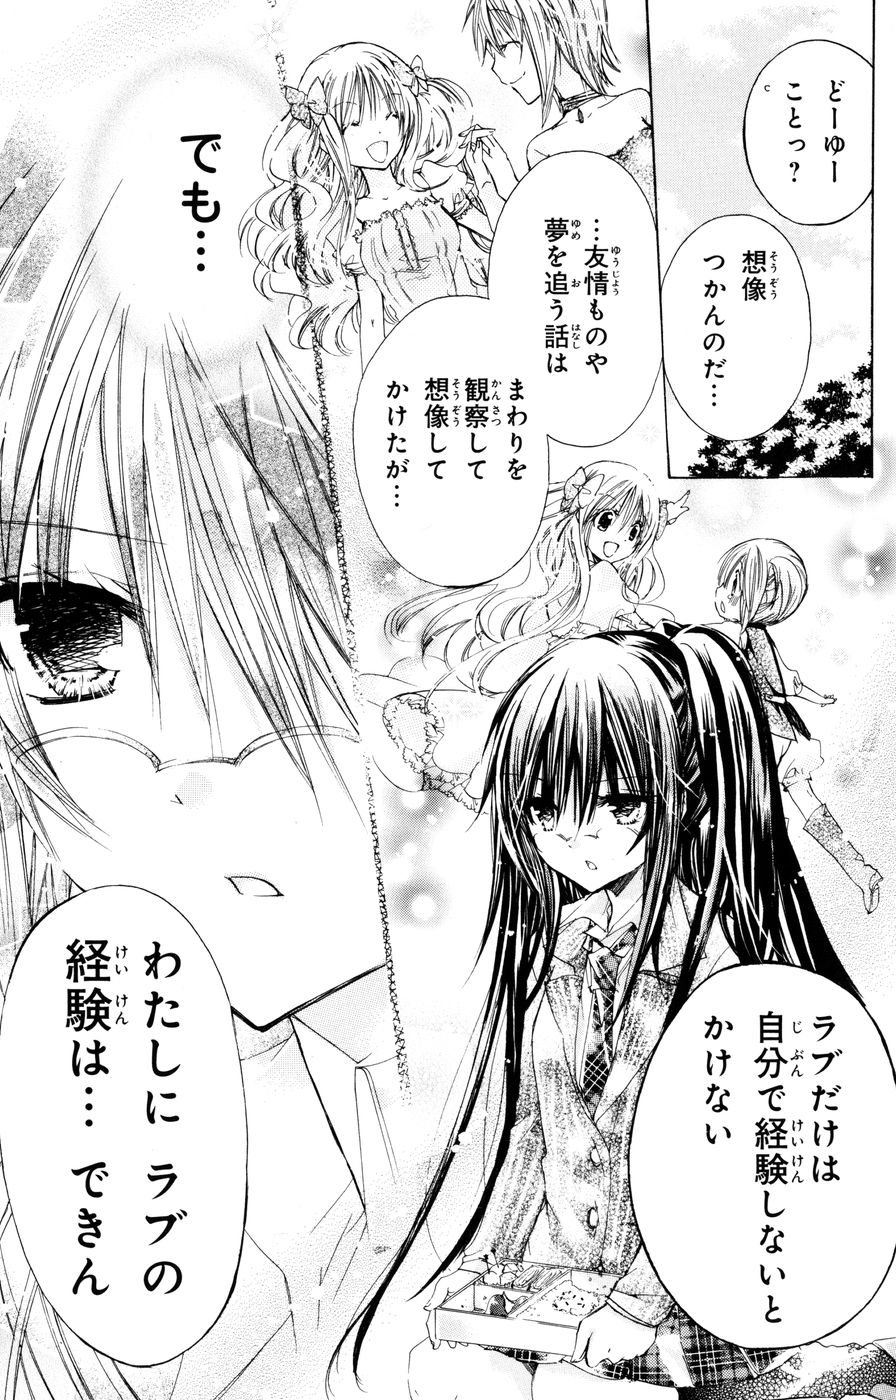 どーゆー
ことっ？
想像
つかんのだ…
…友情ものや
夢を追う話は
まわりを
観察して
想像して
かけたが…
でも…
ラブだけは
自分で経験しないと
かけない
わたしに ラブの
経験は… できん